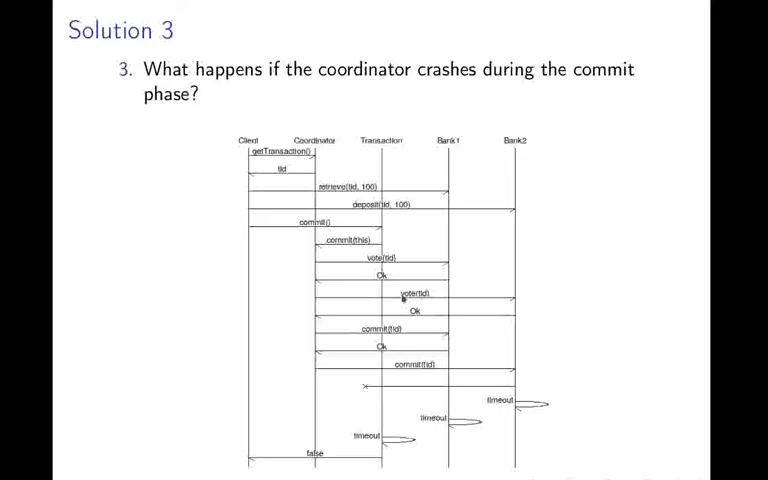 Solution 3
3. What happens if the coordinator crashes during the commit
phase?
Client Coordinator Transaction Bank1 Bank2
getTransaction()
tid
retrieve(tid, 100)
deposit(tid, 100)
commit()
commit(this)
vote(tid)
Ok
vote(tid)
Ok
commit(tid)
Ok
commit(tid)
timeout
timeout
timeout
false